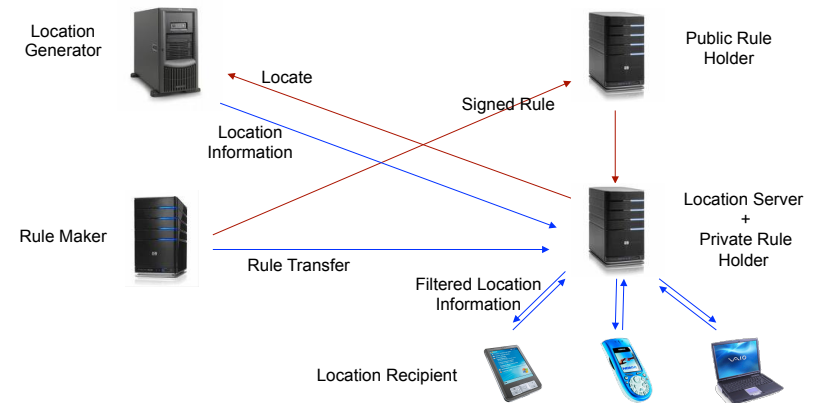 Location
Generator
Public Rule
Holder
Locate
Signed Rule
Location
Information
Rule Maker
Location Server
+
Private Rule
Holder
Rule Transfer
Filtered Location
Information
Location Recipient
VAIO